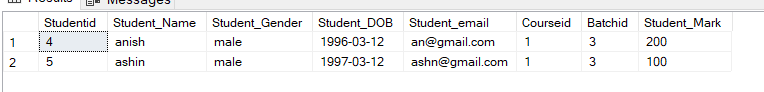 Results Messages
Studentid Student_Name Student_Gender Student_DOB Student_email Courseid Batchid Student_Mark
1 4 anish male 1996-03-12 an@gmail.com 1 3 200
2 5 ashin male 1997-03-12 ashn@gmail.com 1 3 100